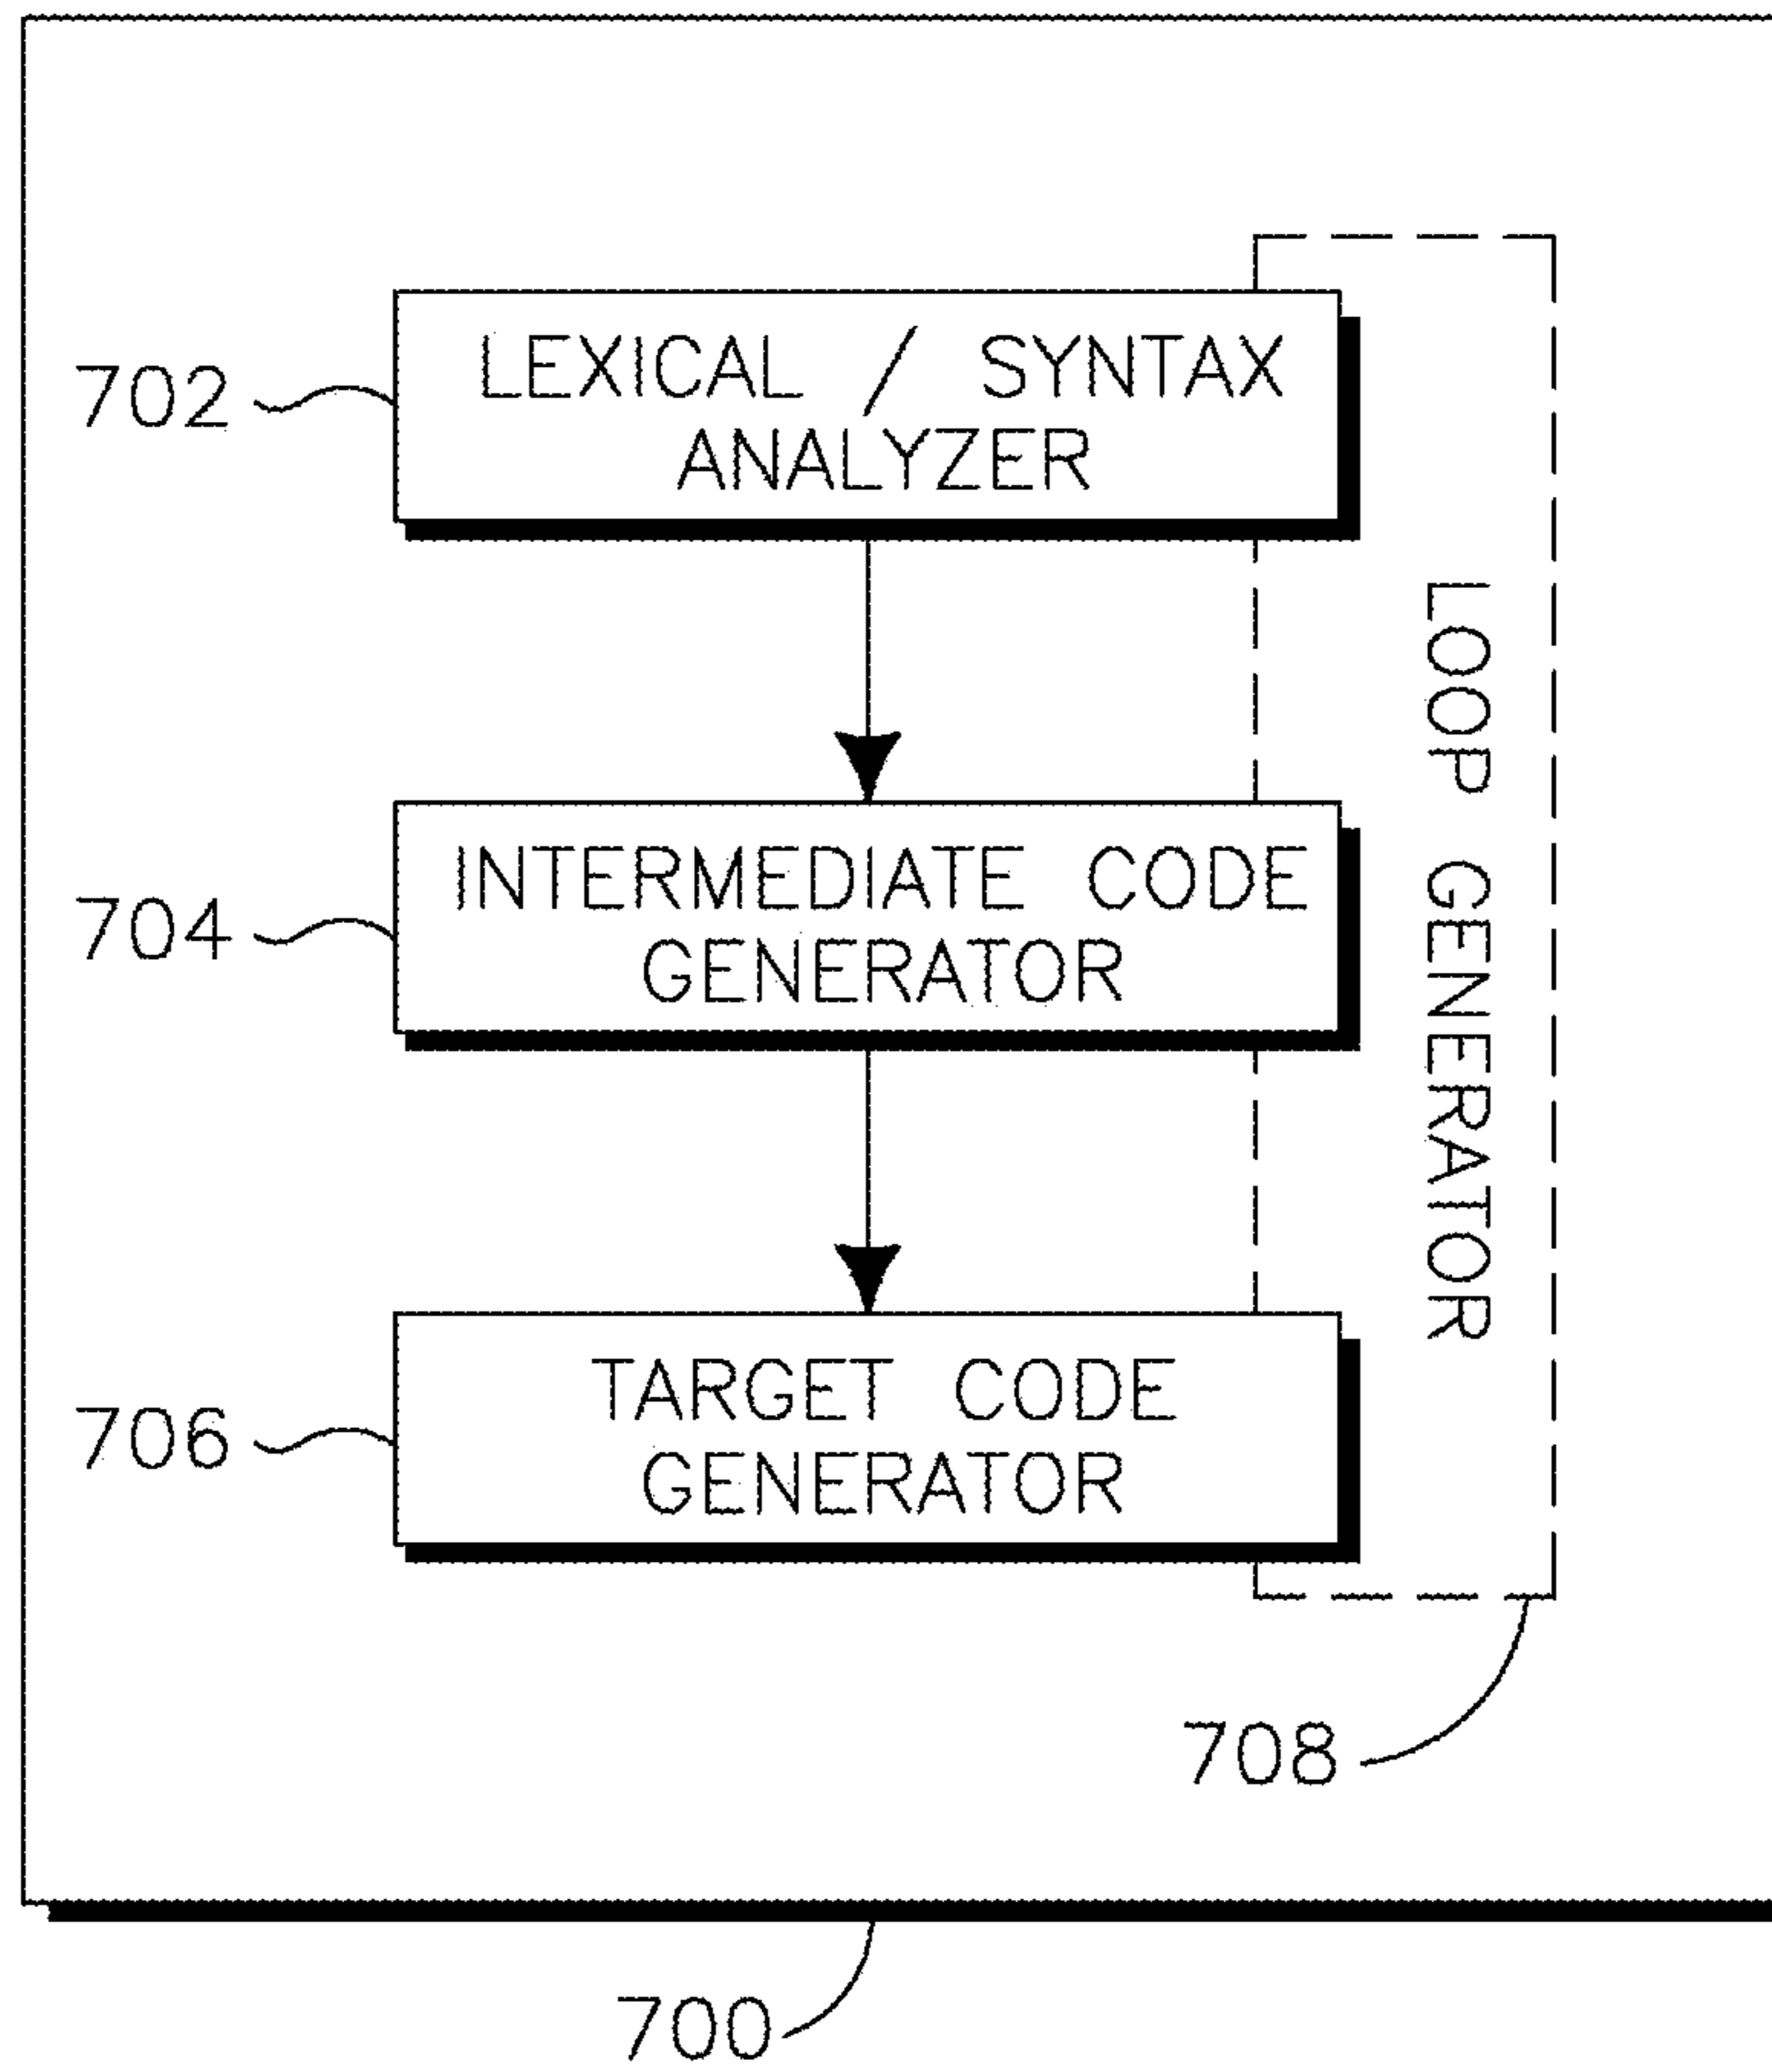 702
LEXICAL / SYNTAX
ANALYZER
704
INTERMEDIATE CODE
GENERATOR
706
TARGET CODE
GENERATOR
LOOP GENERATOR
708
700